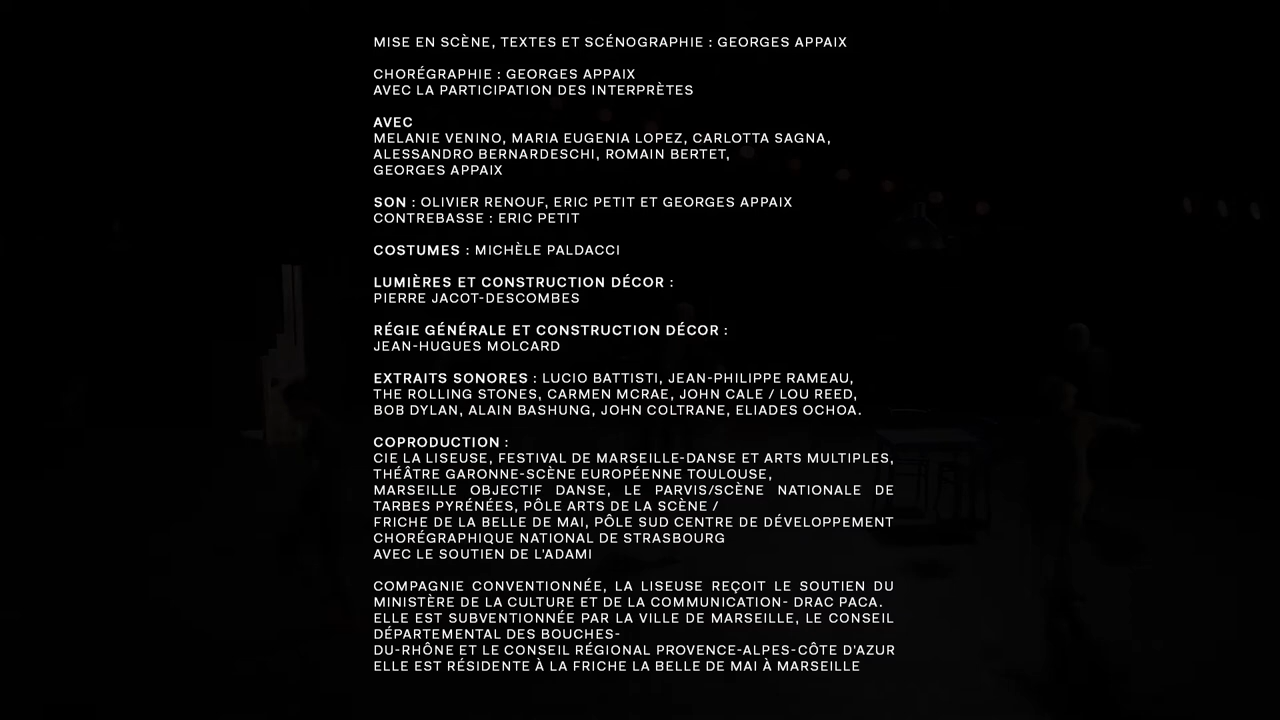 MISE EN SCÈNE, TEXTES ET SCÉNOGRAPHIE : GEORGES APPAIX
CHORÉGRAPHIE : GEORGES APPAIX
AVEC LA PARTICIPATION DES INTERPRÈTES
AVEC
MELANIE VENINO, MARIA EUGENIA LOPEZ, CARLOTTA SAGNA,
ALESSANDRO BERNARDESCHI, ROMAIN BERTET,
GEORGES APPAIX
SON : OLIVIER RENOUF, ERIC PETIT ET GEORGES APPAIX
CONTREBASSE : ERIC PETIT
COSTUMES : MICHÈLE PALDACCI
LUMIÈRES ET CONSTRUCTION DÉCOR :
PIERRE JACOT-DESCOMBES
RÉGIE GÉNÉRALE ET CONSTRUCTION DÉCOR :
JEAN-HUGUES MOLCARD
EXTRAITS SONORES : LUCIO BATTISTI, JEAN-PHILIPPE RAMEAU,
THE ROLLING STONES, CARMEN MCRAE, JOHN CALE / LOU REED,
BOB DYLAN, ALAIN BASHUNG, JOHN COLTRANE, ELIADES OCHOA.
COPRODUCTION :
CIE LA LISEUSE, FESTIVAL DE MARSEILLE-DANSE ET ARTS MULTIPLES,
THÉÂTRE GARONNE-SCÈNE EUROPÉENNE TOULOUSE,
MARSEILLE OBJECTIF DANSE, LE PARVIS/SCÈNE NATIONALE DE
TARBES PYRÉNÉES, PÔLE ARTS DE LA SCÈNE /
FRICHE DE LA BELLE DE MAI, PÔLE SUD CENTRE DE DÉVELOPPEMENT
CHORÉGRAPHIQUE NATIONAL DE STRASBOURG
AVEC LE SOUTIEN DE L'ADAMI
COMPAGNIE CONVENTIONNÉE, LA LISEUSE REÇOIT LE SOUTIEN DU
MINISTÈRE DE LA CULTURE ET DE LA COMMUNICATION- DRAC PACA.
ELLE EST SUBVENTIONNÉE PAR LA VILLE DE MARSEILLE, LE CONSEIL
DÉPARTEMENTAL DES BOUCHES-
DU-RHÔNE ET LE CONSEIL RÉGIONAL PROVENCE-ALPES-CÔTE D'AZUR
ELLE EST RÉSIDENTE À LA FRICHE LA BELLE DE MAI À MARSEILLE